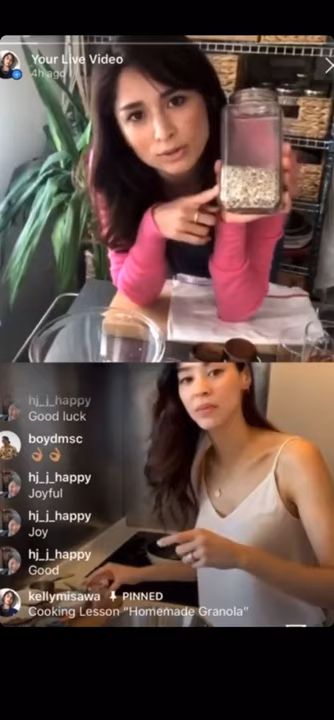 Your Live Video
4h ago
hj_j_happy
Good luck
boydmsc
👌🏽👌🏽
hj_j_happy
Joyful
hj_j_happy
Joy
hj_j_happy
Good
kellymisawa 📌 PINNED
Cooking Lesson “Homemade Granola”